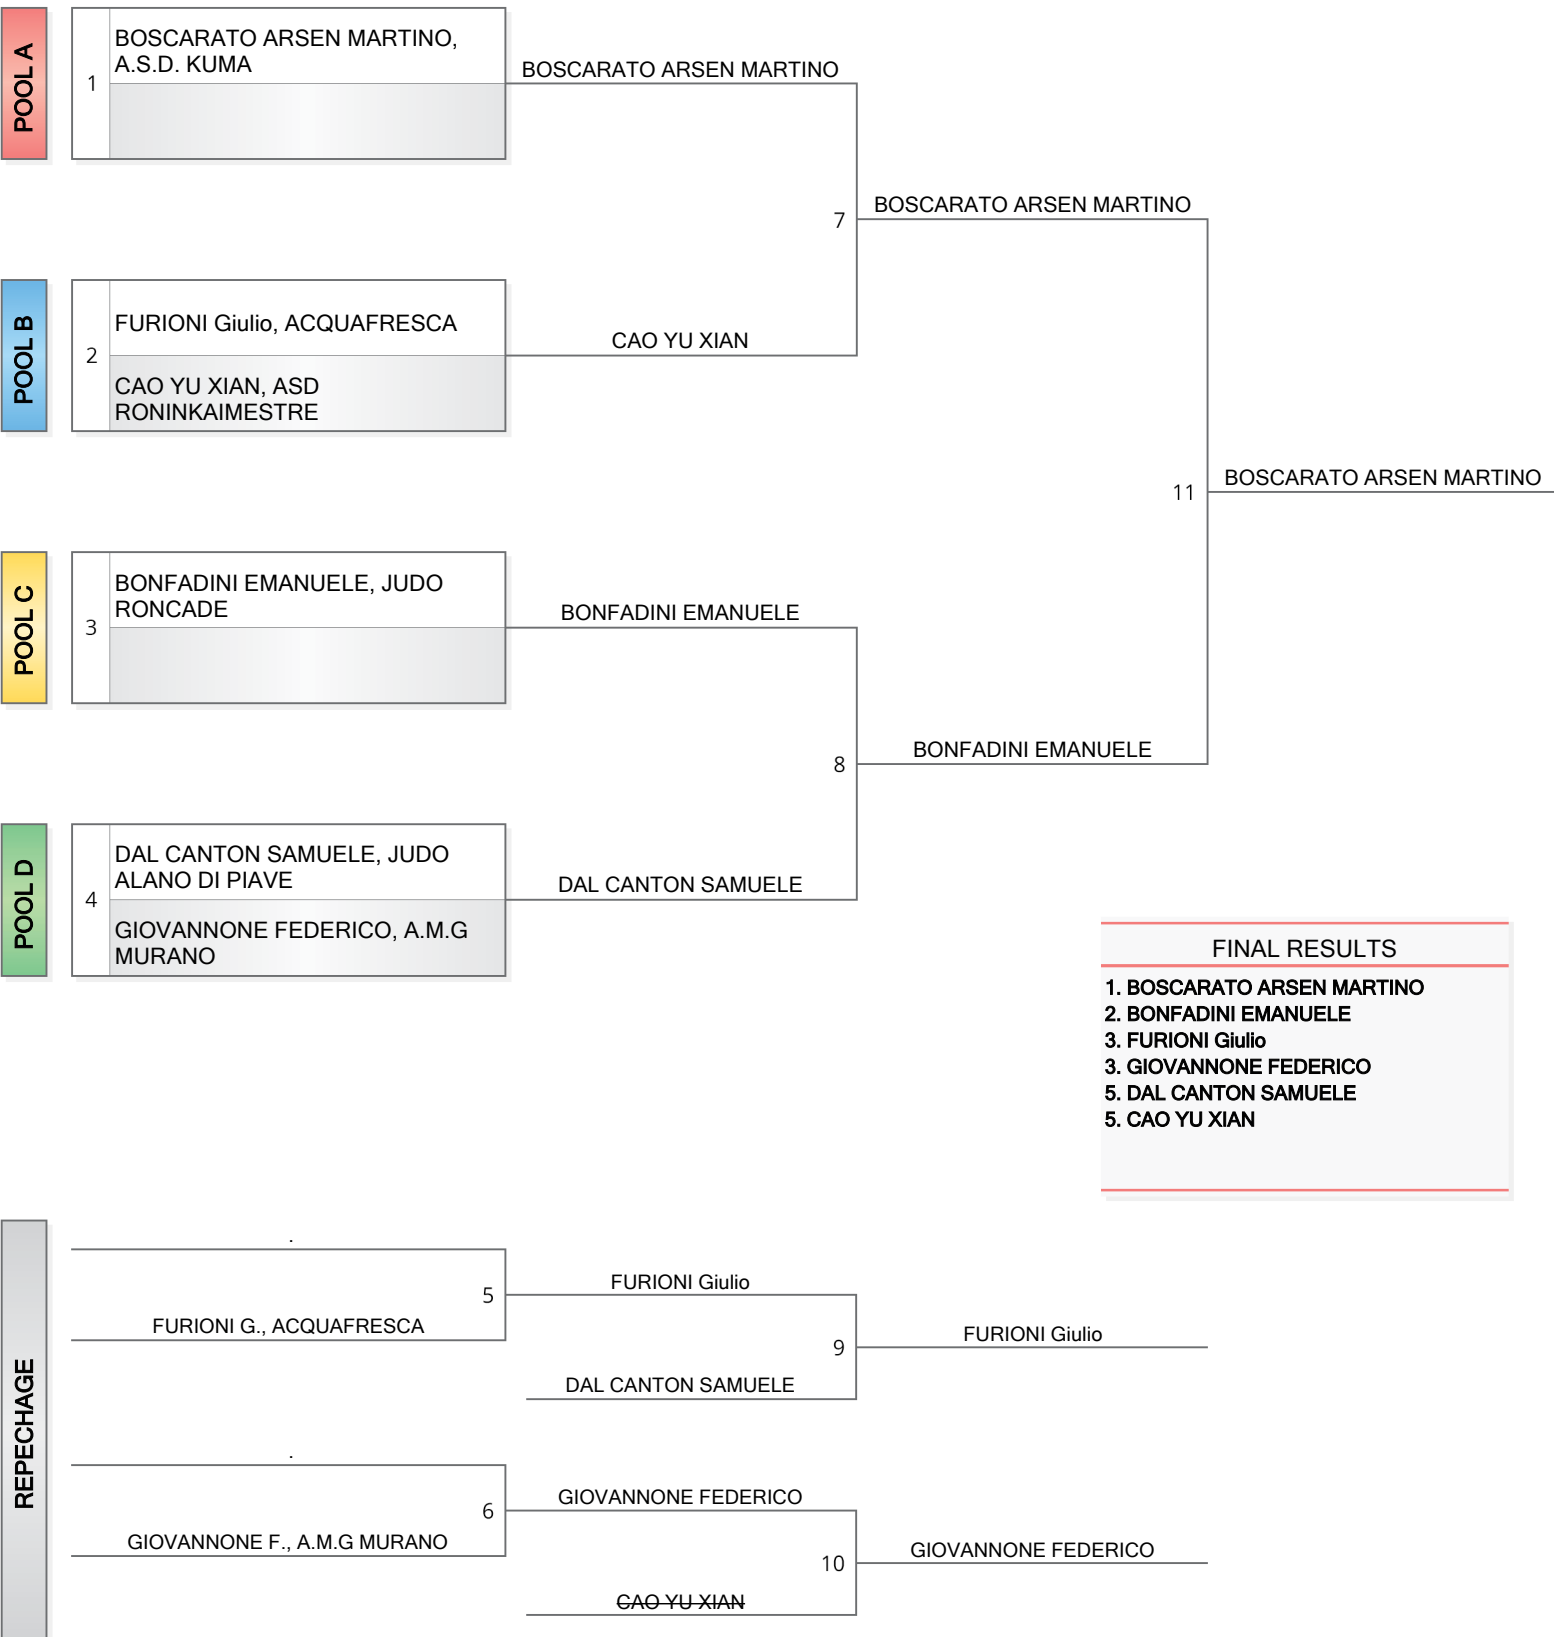 POOL A
1
BOSCARATO ARSEN MARTINO,
A.S.D. KUMA
BOSCARATO ARSEN MARTINO
7
BOSCARATO ARSEN MARTINO
POOL B
2
FURIONI Giulio, ACQUAFRESCA
CAO YU XIAN, ASD
RONINKAIMESTRE
CAO YU XIAN
11
BOSCARATO ARSEN MARTINO
POOL C
3
BONFADINI EMANUELE, JUDO
RONCADE
BONFADINI EMANUELE
8
BONFADINI EMANUELE
POOL D
4
DAL CANTON SAMUELE, JUDO
ALANO DI PIAVE
GIOVANNONE FEDERICO, A.M.G
MURANO
DAL CANTON SAMUELE
FINAL RESULTS
1. BOSCARATO ARSEN MARTINO
2. BONFADINI EMANUELE
3. FURIONI Giulio
3. GIOVANNONE FEDERICO
5. DAL CANTON SAMUELE
5. CAO YU XIAN
REPECHAGE
.
5
FURIONI G., ACQUAFRESCA
FURIONI Giulio
9
DAL CANTON SAMUELE
FURIONI Giulio
.
6
GIOVANNONE F., A.M.G MURANO
GIOVANNONE FEDERICO
10
CAO YU XIAN
GIOVANNONE FEDERICO